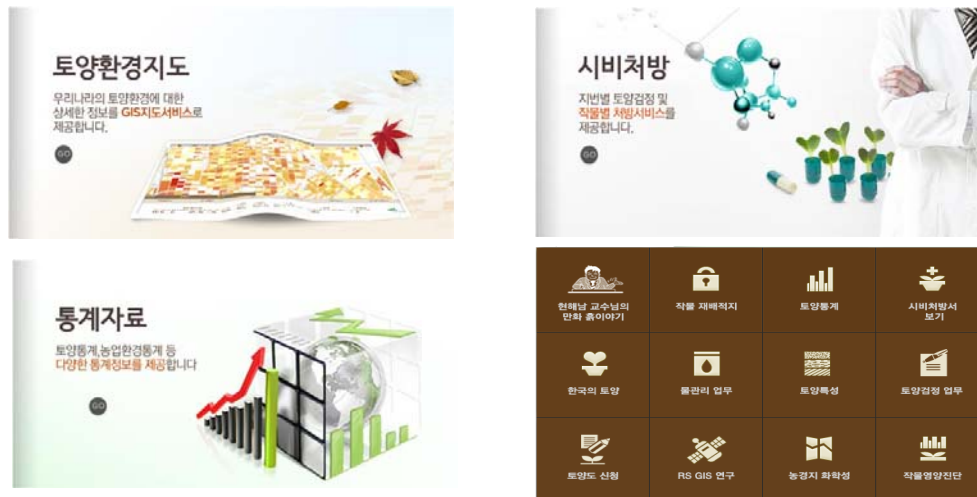 토양환경지도
우리나라의 토양환경에 대한
상세한 정보를 GIS지도서비스로
제공합니다.
GO
시비처방
지번별 토양검정 및
작물별 처방서비스를
제공합니다.
GO
통계자료
토양통계,농업환경통계 등
다양한 통계정보를 제공합니다
GO
현해남 교수님의
만화 흙이야기
작물 재배적지
토양통계
시비처방서
보기
한국의 토양
물관리 업무
토양특성
토양검정 업무
토양도 신청
RS GIS 연구
농경지 화학성
작물영양진단